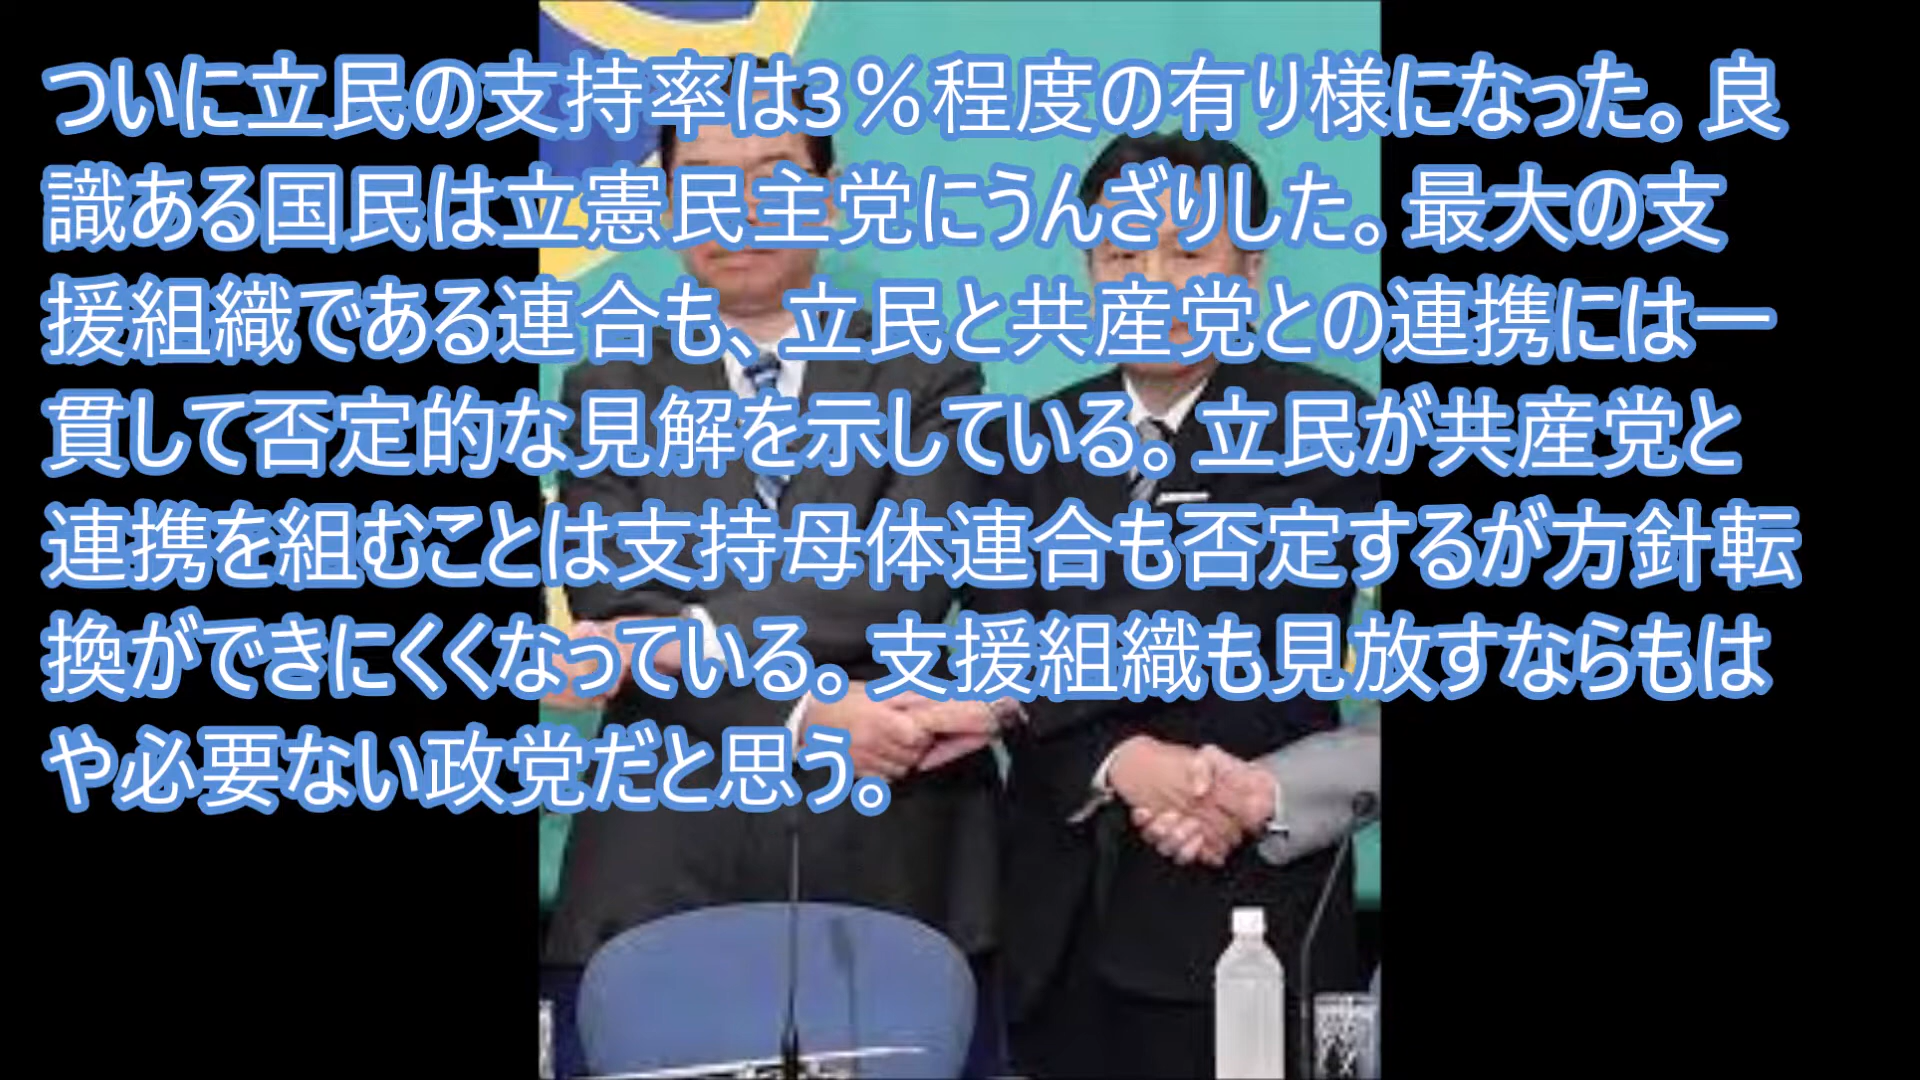 ついに立民の支持率は3％程度の有り様になった。良
識ある国民は立憲民主党にうんざりした。最大の支
援組織である連合も、立民と共産党との連携には一
貫して否定的な見解を示している。立民が共産党と
連携を組むことは支持母体連合も否定するが方針転
換ができにくくなっている。支援組織も見放すならもは
や必要ない政党だと思う。